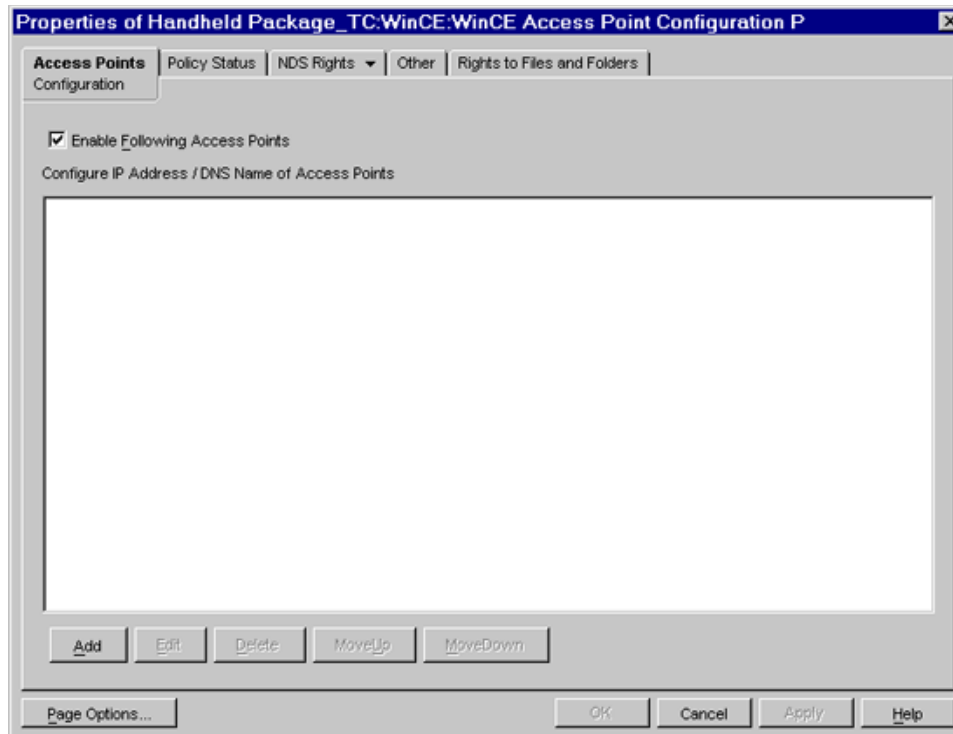 Properties of Handheld Package_TC:WinCE:WinCE Access Point Configuration P
Access Points Policy Status NDS Rights Other Rights to Files and Folders
Configuration
Enable Following Access Points
Configure IP Address / DNS Name of Access Points
Add Edit Delete MoveUp MoveDown
Page Options... OK Cancel Apply Help